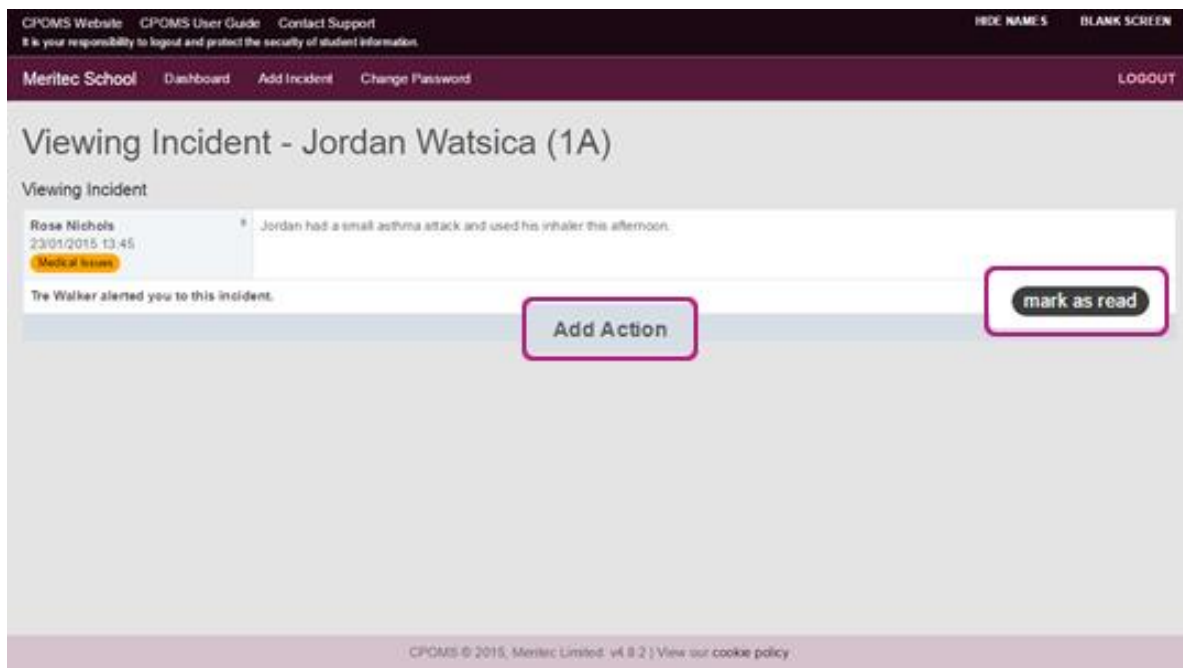 CPOMS Website CPOMS User Guide Contact Support HIDE NAMES BLANK SCREEN
It is your responsibility to logout and protect the security of student information.
Meritec School Dashboard Add Incident Change Password LOGOUT
Viewing Incident - Jordan Watsica (1A)
Viewing Incident
Rose Nichols
23/01/2015 13:45
Medical Issues
Jordan had a small asthma attack and used his inhaler this afternoon.
Tre Walker alerted you to this incident.
mark as read
Add Action
CPOMS © 2015, Meritec Limited. v4.8.2 | View our cookie policy